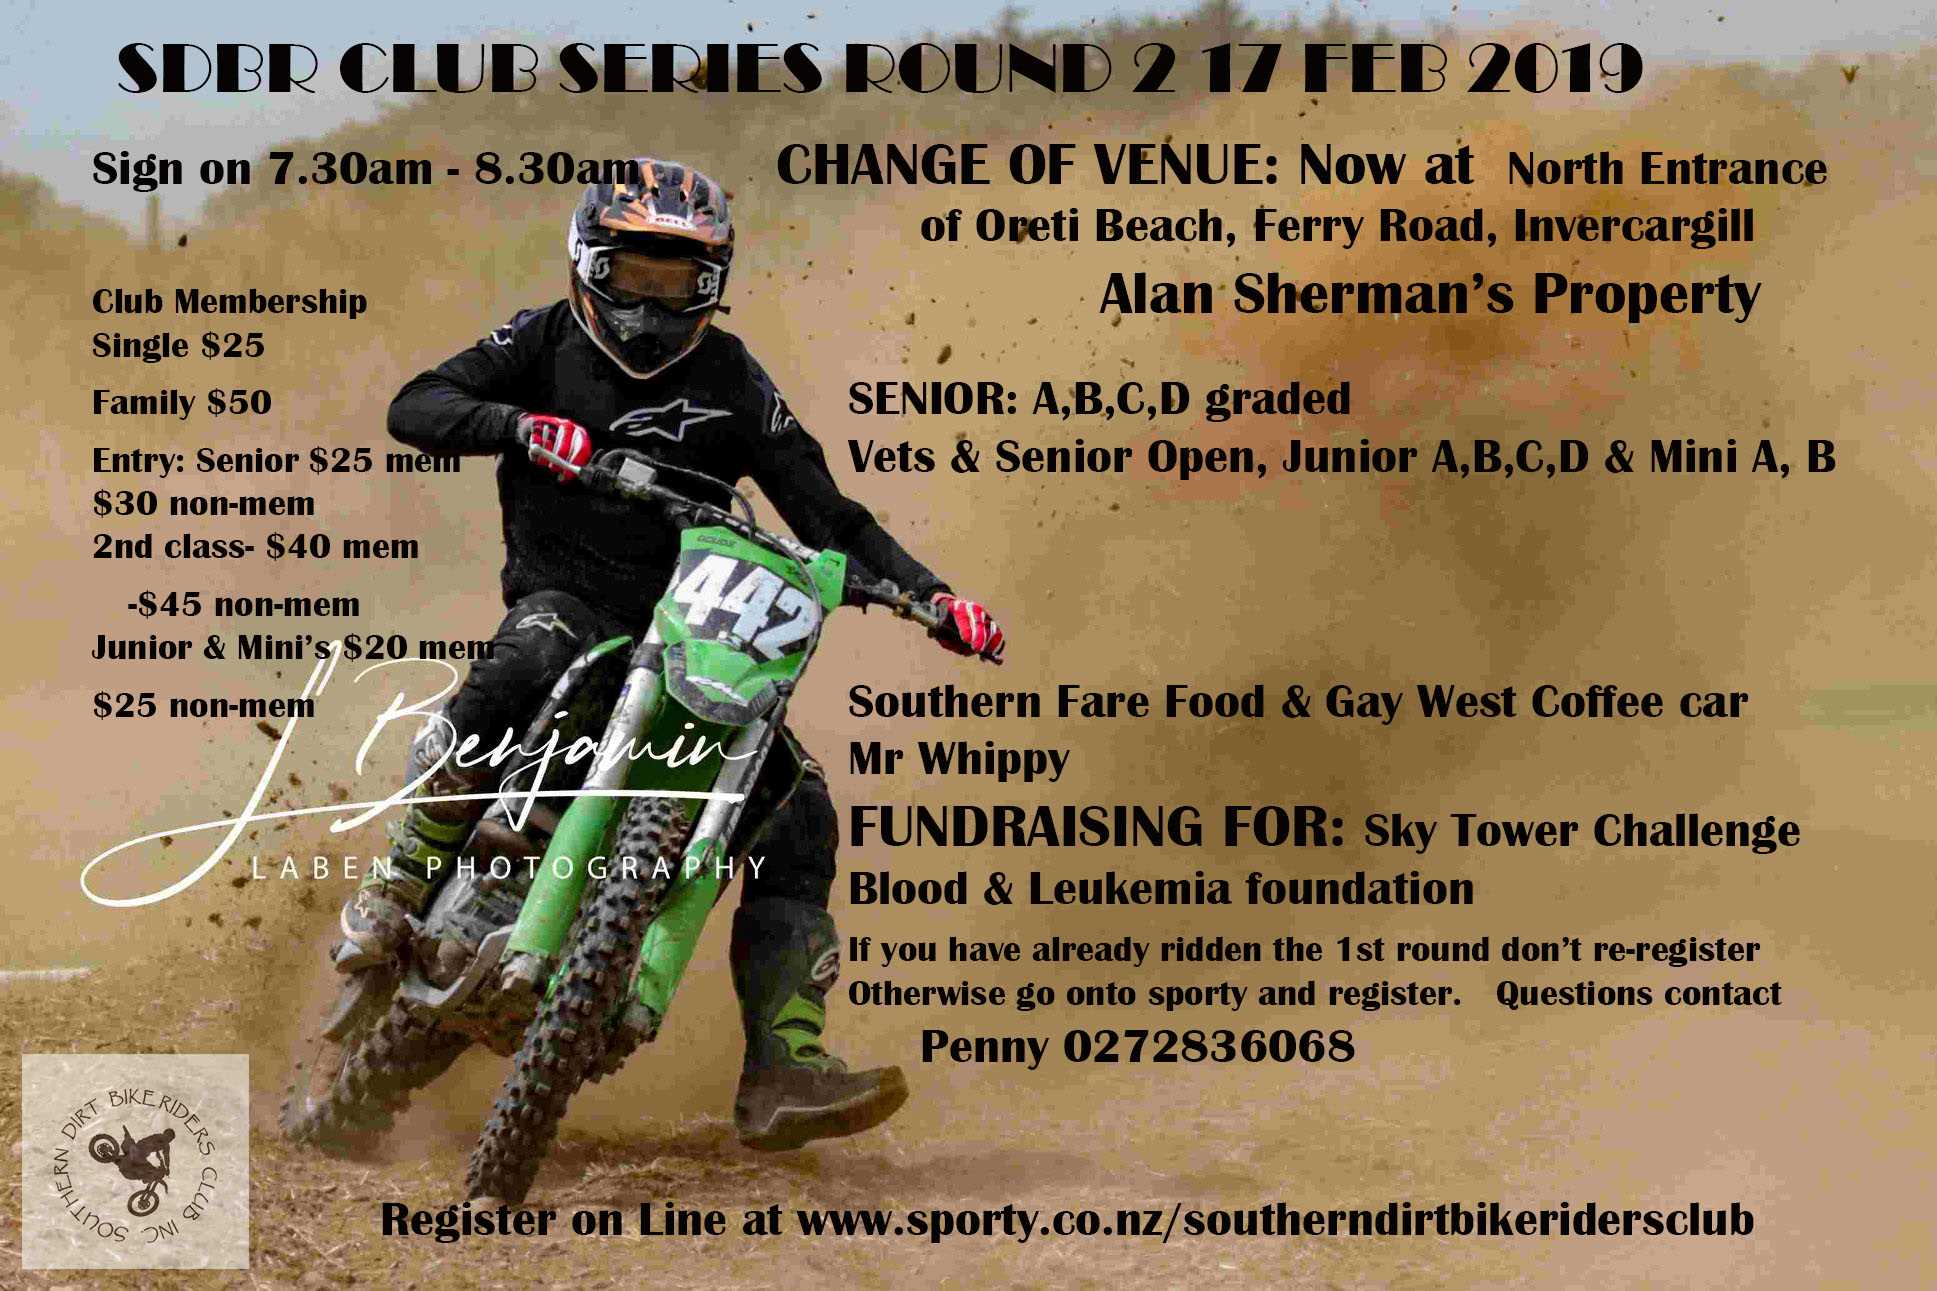 SDBR CLUB SERIES ROUND 2 17 FEB 2019
Sign on 7.30am - 8.30am
CHANGE OF VENUE: Now at North Entrance
of Oreti Beach, Ferry Road, Invercargill
Alan Sherman's Property
Club Membership
Single $25
Family $50
Entry: Senior $25 mem
$30 non-mem
2nd class- $40 mem
-$45 non-mem
Junior & Mini's $20 mem
$25 non-mem
SENIOR: A,B,C,D graded
Vets & Senior Open, Junior A,B,C,D & Mini A, B
BELL
442
L Benjamin
LABEN PHOTOGRAPHY
Southern Fare Food & Gay West Coffee car
Mr Whippy
FUNDRAISING FOR: Sky Tower Challenge
Blood & Leukemia foundation
If you have already ridden the 1st round don't re-register
Otherwise go onto sporty and register. Questions contact
Penny 0272836068
SOUTHERN DIRT BIKE RIDERS CLUB INC
Register on Line at www.sporty.co.nz/southerndirtbikeridersclub